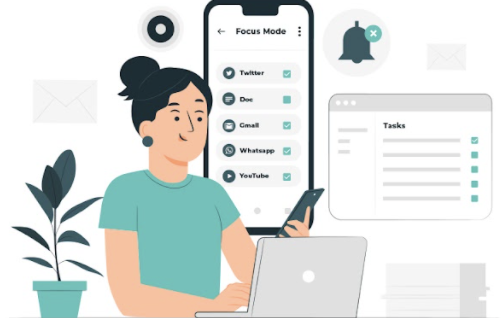 Focus Mode
Twitter
Doc
Gmail
Whatsapp
YouTube
Tasks